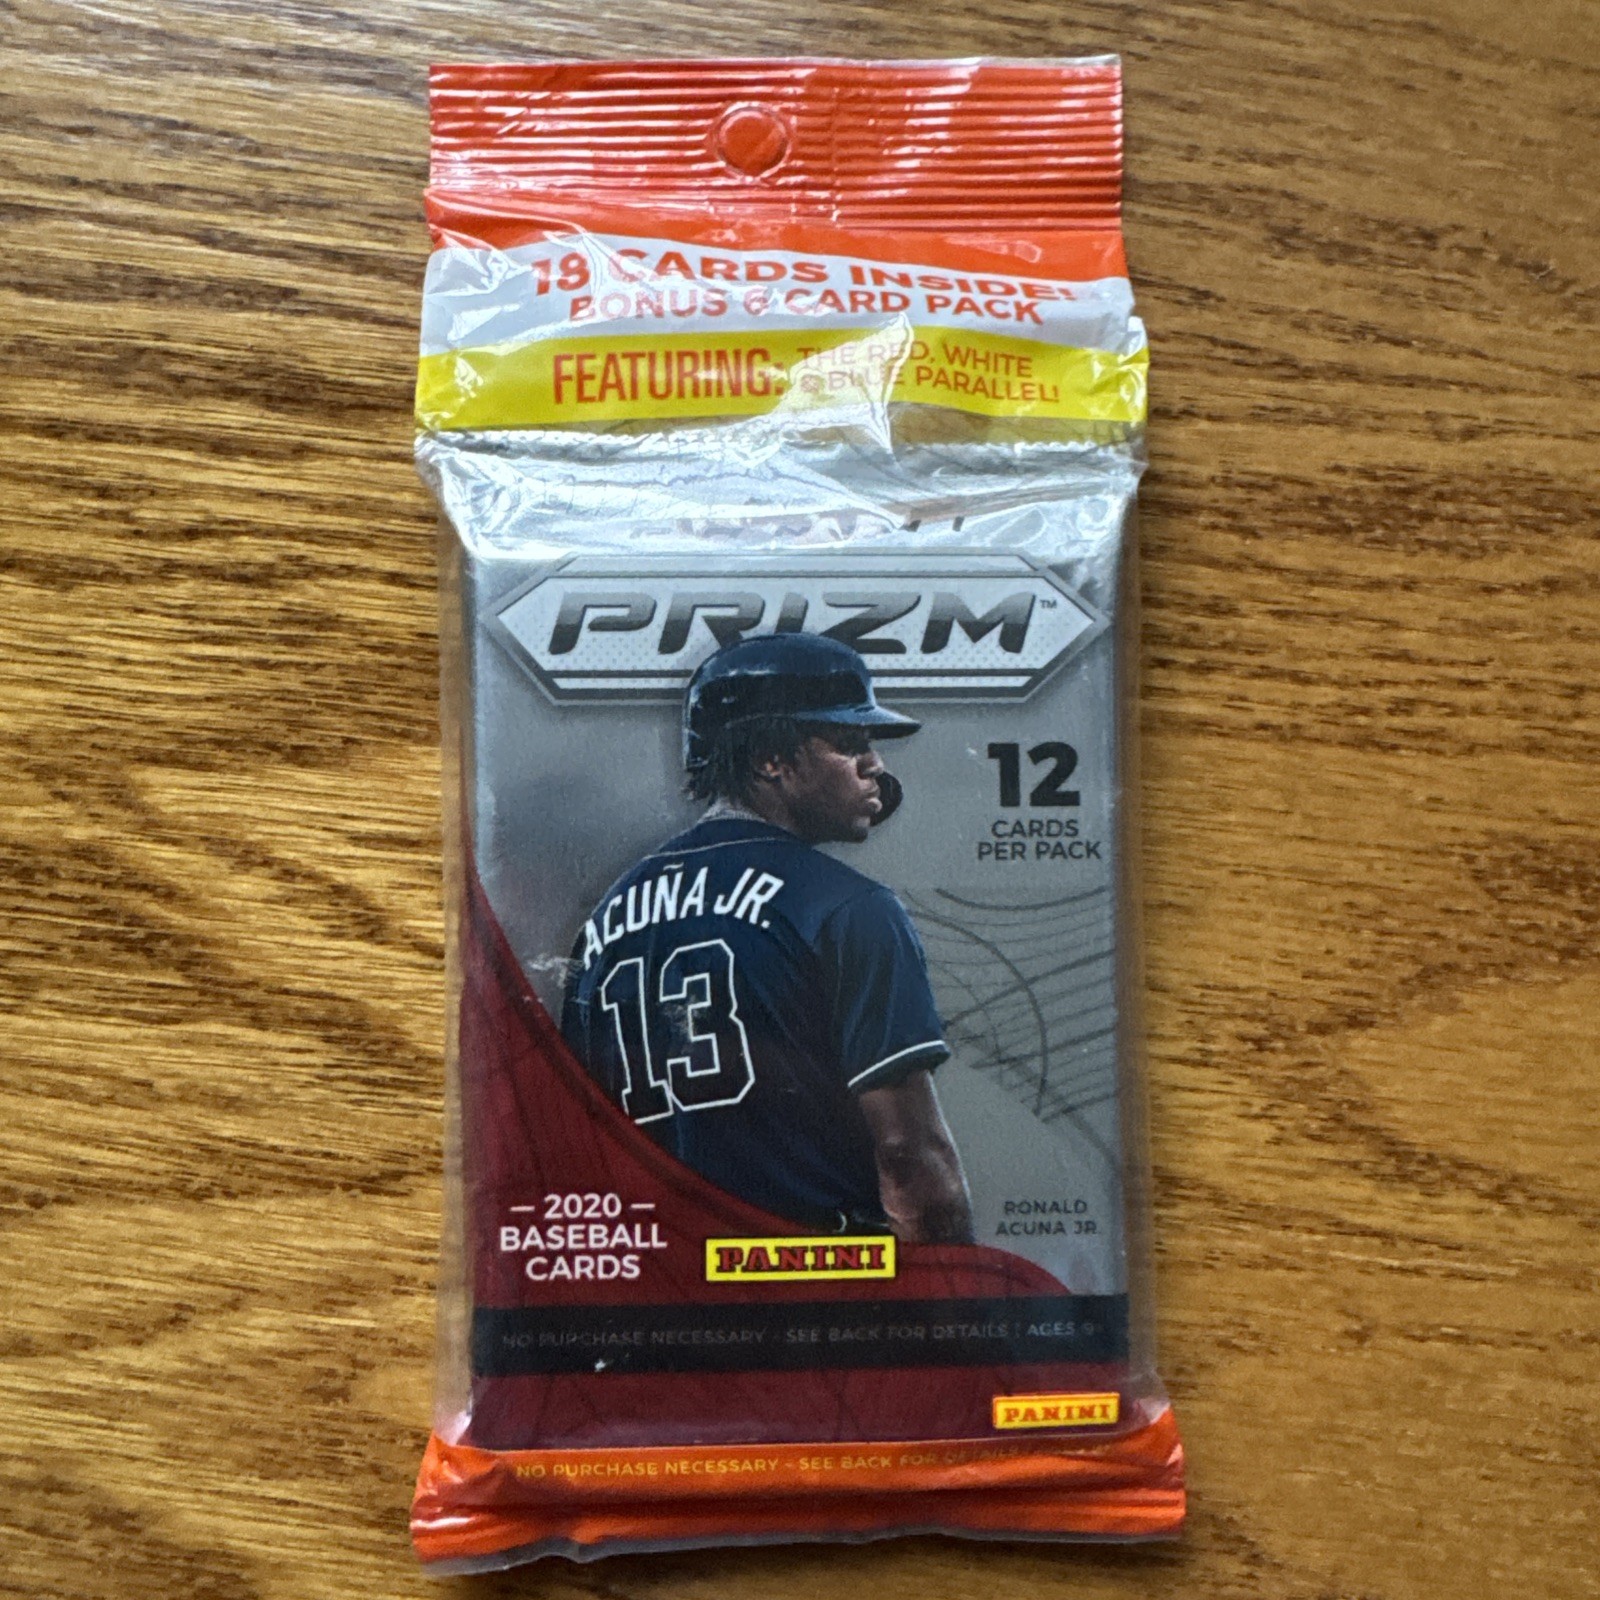 18 CARDS INSIDE!
BONUS 6 CARD PACK
FEATURING: THE RED, WHITE
& BLUE PARALLEL!
PRIZM™
12
CARDS
PER PACK
ACUÑA JR.
13
— 2020 —
BASEBALL
CARDS
RONALD
ACUNA JR.
PANINI
NO PURCHASE NECESSARY - SEE BACK FOR DETAILS | AGES 9+
PANINI
NO PURCHASE NECESSARY - SEE BACK FOR DETAILS